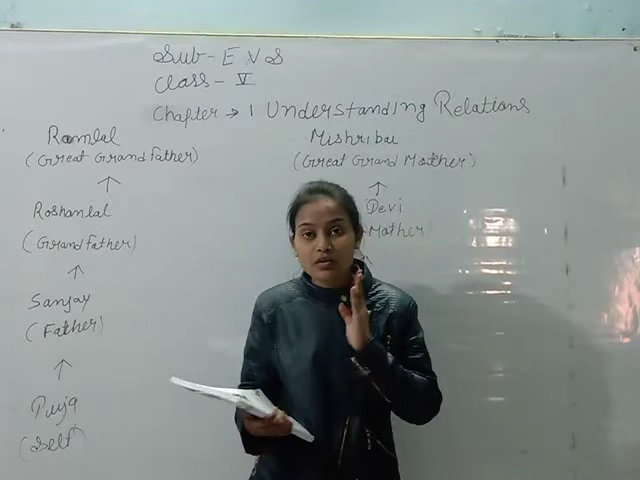 Sub - E V S
Class - V
Chapter → 1 Understanding Relations
Ramlal
(Great Grand father)
↑
Roshanlal
(Grand father)
↑
Sanjay
(Father)
↑
Puja
(Self)
Mishribai
(Great Grand Mother)
↑
Devi
Mother